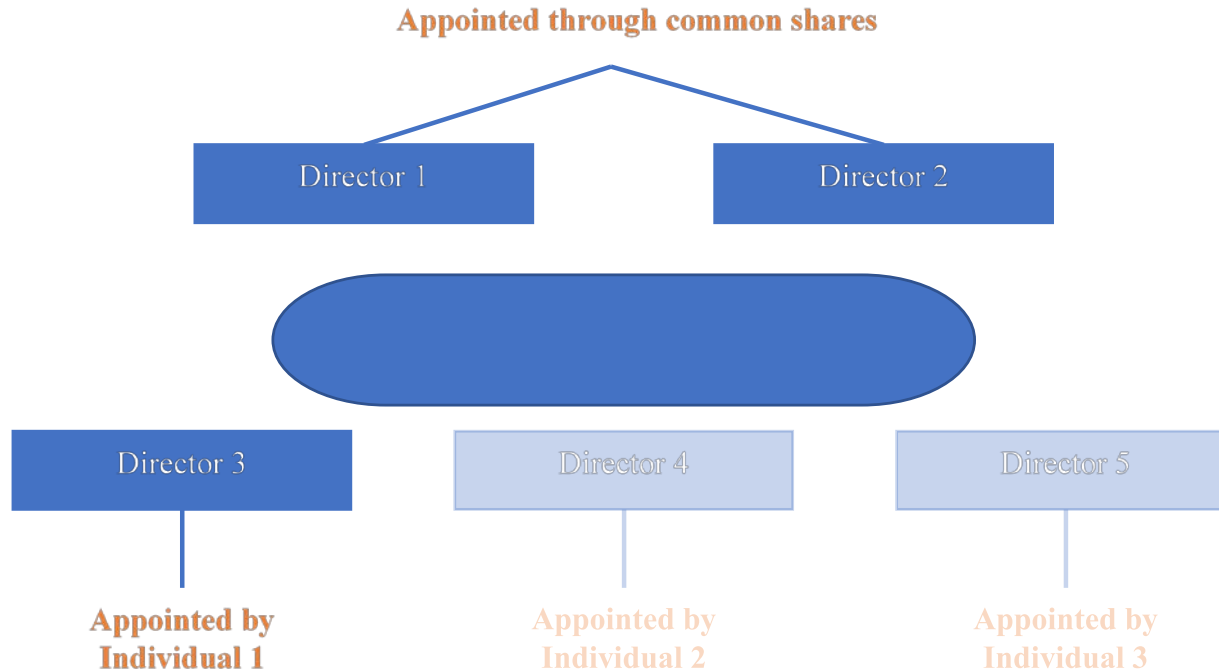 Appointed through common shares
Director 1
Director 2
Director 3
Director 4
Director 5
Appointed by
Individual 1
Appointed by
Individual 2
Appointed by
Individual 3